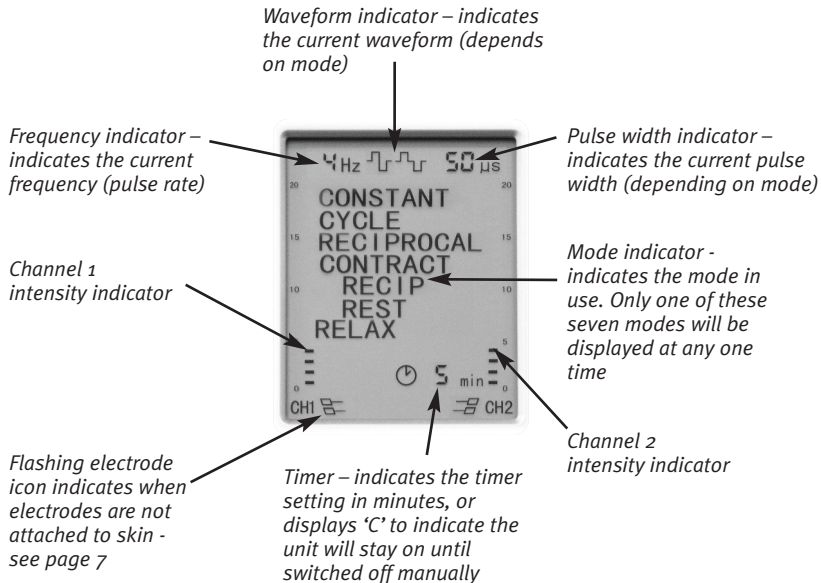 Waveform indicator – indicates
the current waveform (depends
on mode)
Frequency indicator –
indicates the current
frequency (pulse rate)
Pulse width indicator –
indicates the current pulse
width (depending on mode)
4 Hz 50 µs
20 20
CONSTANT
CYCLE
15 RECIPROCAL 15
CONTRACT
10 RECIP 10
REST
RELAX
5
5 min
0 0
CH1 CH2
Channel 1
intensity indicator
Mode indicator -
indicates the mode in
use. Only one of these
seven modes will be
displayed at any one
time
Channel 2
intensity indicator
Flashing electrode
icon indicates when
electrodes are not
attached to skin -
see page 7
Timer – indicates the timer
setting in minutes, or
displays ‘C’ to indicate the
unit will stay on until
switched off manually